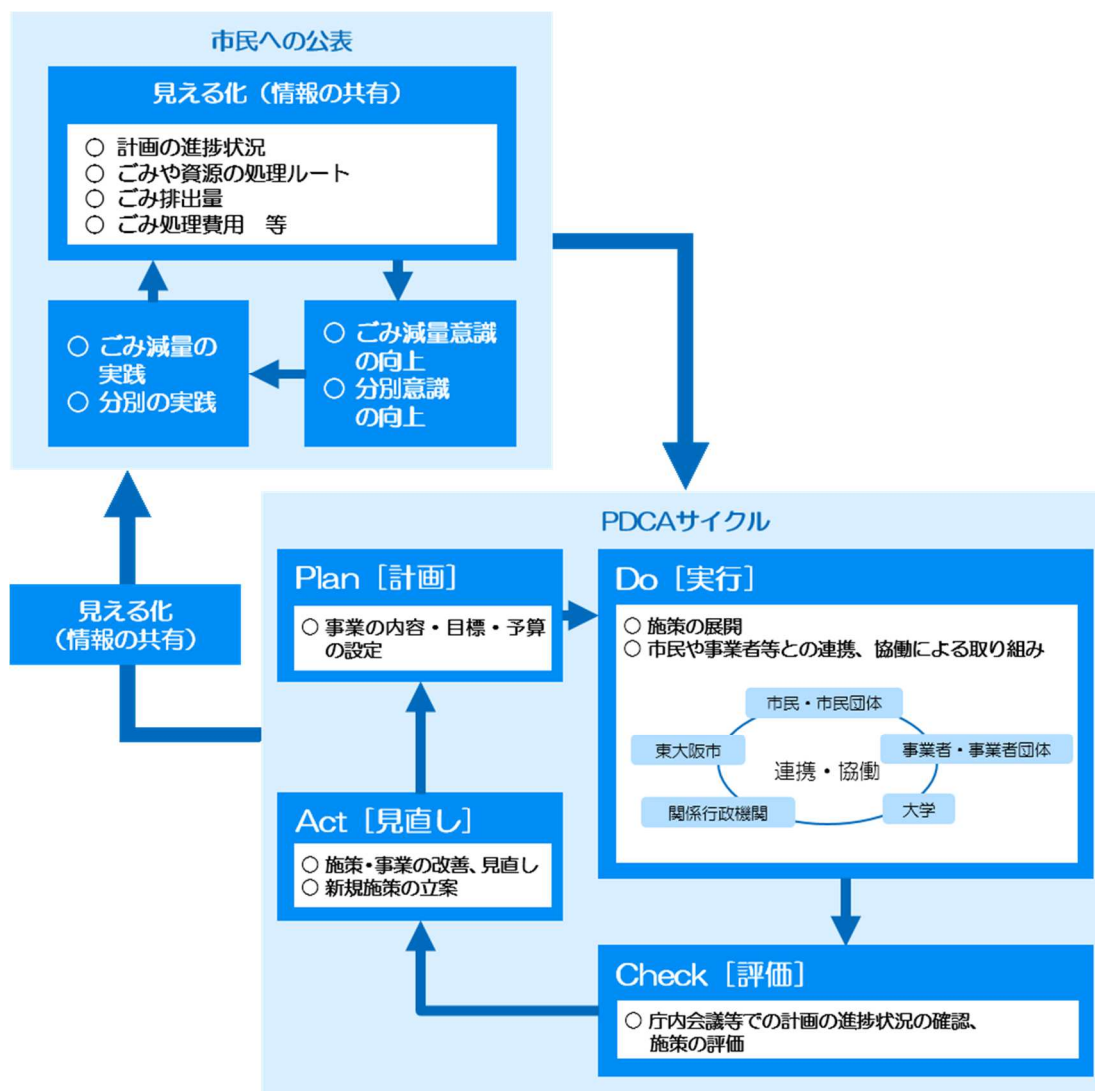 市民への公表
見える化（情報の共有）
○ 計画の進捗状況
○ ごみや資源の処理ルート
○ ごみ排出量
○ ごみ処理費用　等
○ ごみ減量の
実践
○ 分別の実践
○ ごみ減量意識
の向上
○ 分別意識
の向上
見える化
（情報の共有）
PDCAサイクル
Plan［計画］
○ 事業の内容・目標・予算
の設定
Do［実行］
○ 施策の展開
○ 市民や事業者等との連携、協働による取り組み
市民・市民団体
東大阪市
事業者・事業者団体
連携・協働
関係行政機関
大学
Act［見直し］
○ 施策・事業の改善、見直し
○ 新規施策の立案
Check［評価］
○ 庁内会議等での計画の進捗状況の確認、
施策の評価